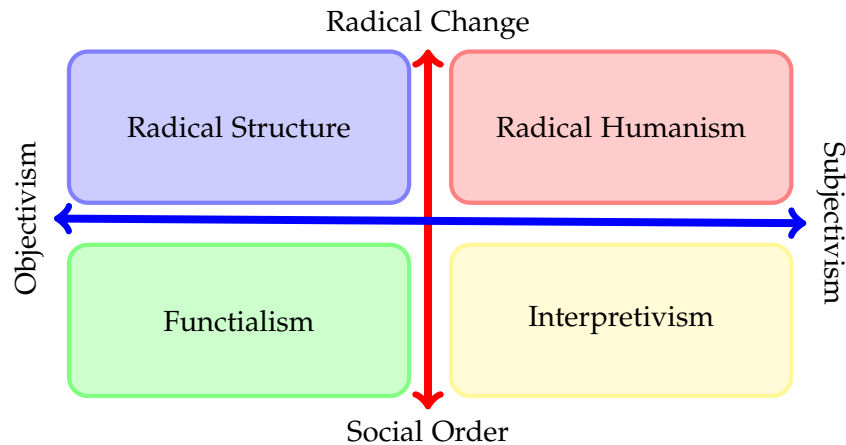 Radical Change
Radical Structure
Radical Humanism
Objectivism
Subjectivism
Functialism
Interpretivism
Social Order